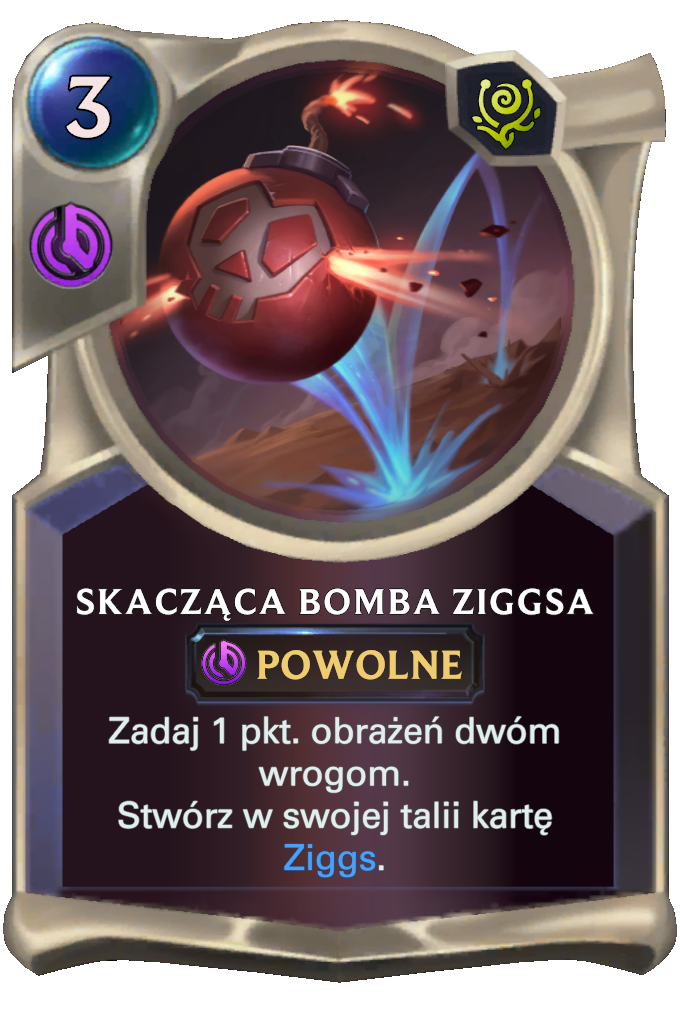 3
SKACZĄCA BOMBA ZIGGSA
POWOLNE
Zadaj 1 pkt. obrażeń dwóm
wrogom.
Stwórz w swojej talii kartę
Ziggs.